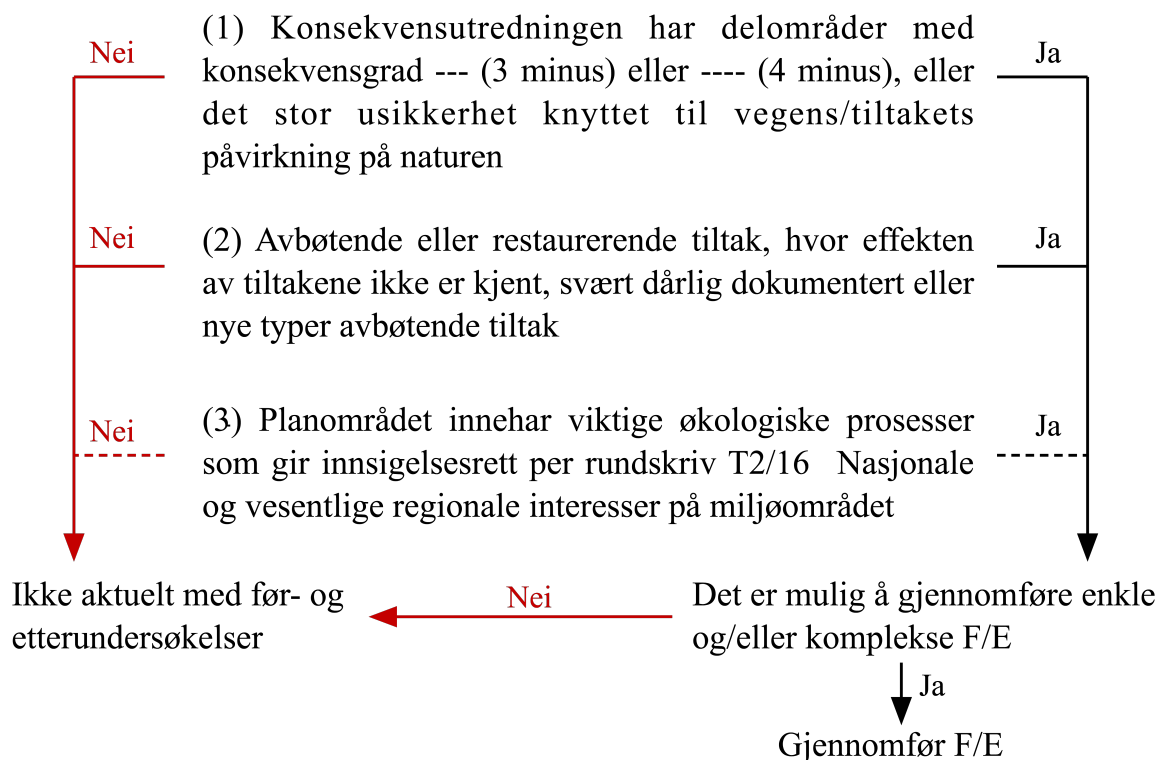 Nei
(1) Konsekvensutredningen har delområder med
konsekvensgrad --- (3 minus) eller ---- (4 minus), eller
det stor usikkerhet knyttet til vegens/tiltakets
påvirkning på naturen
Ja
Nei
(2) Avbøtende eller restaurerende tiltak, hvor effekten
av tiltakene ikke er kjent, svært dårlig dokumentert eller
nye typer avbøtende tiltak
Ja
Nei
(3) Planområdet innehar viktige økologiske prosesser
som gir innsigelsesrett per rundskriv T2/16 Nasjonale
og vesentlige regionale interesser på miljøområdet
Ja
Ikke aktuelt med før- og
etterundersøkelser
Nei
Det er mulig å gjennomføre enkle
og/eller komplekse F/E
Ja
Gjennomfør F/E